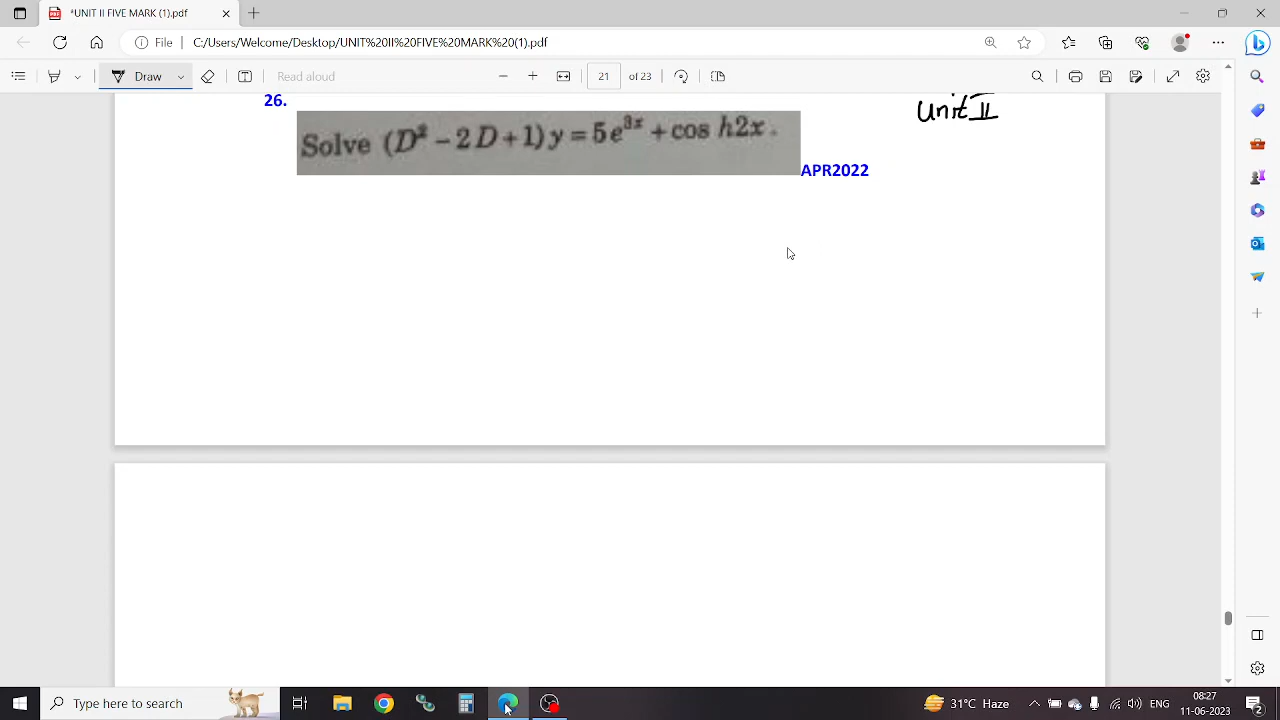 *UNIT II FIVE MARK (1).pdf
File C:/Users/Welcome/Desktop/UNIT%20II%20FIVE%20MARK%20(1).pdf
Draw Read aloud 21 of 23
26.
Unit II
Solve (D² – 2D + 1) y = 5e³ˣ + cos h2x.
APR2022
Type here to search
31°C Haze
ENG
08:27
11-06-2023
2